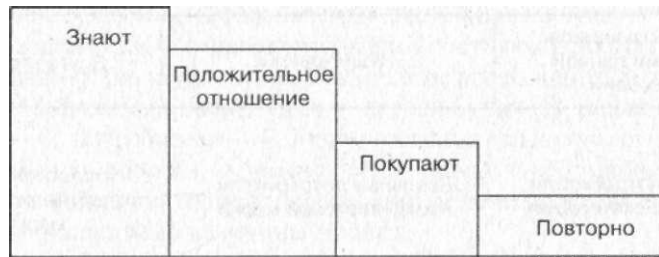 Знают
Положительное
отношение
Покупают
Повторно